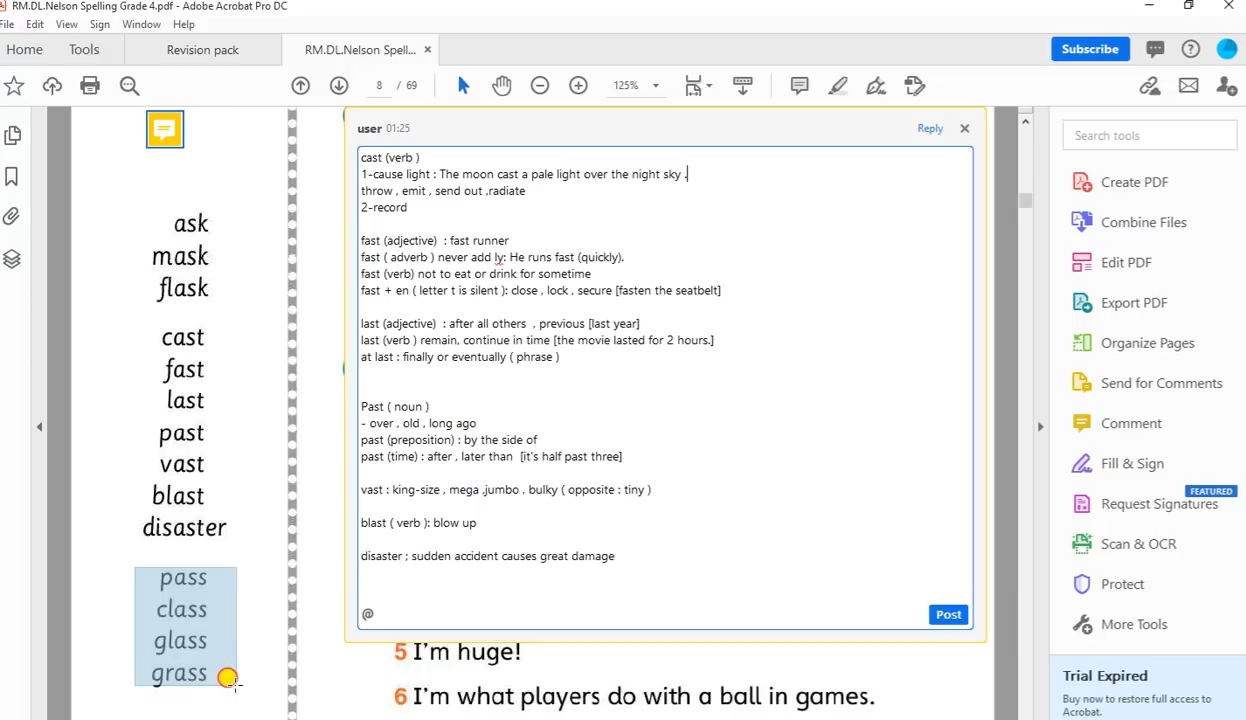 RM.DL.Nelson Spelling Grade 4.pdf - Adobe Acrobat Pro DC
File Edit View Sign Window Help
Home Tools Revision pack RM.DL.Nelson Spell... ×
Subscribe
8 / 69 125%
user 01:25 Reply
cast (verb )
1-cause light : The moon cast a pale light over the night sky .
throw , emit , send out ,radiate
2-record
fast (adjective) : fast runner
fast ( adverb ) never add ly: He runs fast (quickly).
fast (verb) not to eat or drink for sometime
fast + en ( letter t is silent ): close , lock , secure [fasten the seatbelt]
last (adjective) : after all others , previous [last year]
last (verb ) remain, continue in time [the movie lasted for 2 hours.]
at last : finally or eventually ( phrase )
Past ( noun )
- over , old , long ago
past (preposition) : by the side of
past (time) : after , later than [it's half past three]
vast : king-size , mega ,jumbo , bulky ( opposite : tiny )
blast ( verb ): blow up
disaster ; sudden accident causes great damage
@
Post
ask
mask
flask
cast
fast
last
past
vast
blast
disaster
pass
class
glass
grass
5 I'm huge!
6 I'm what players do with a ball in games.
Search tools
Create PDF
Combine Files
Edit PDF
Export PDF
Organize Pages
Send for Comments
Comment
Fill & Sign
FEATURED
Request Signatures
Scan & OCR
Protect
More Tools
Trial Expired
Buy now to restore full access to
Acrobat.